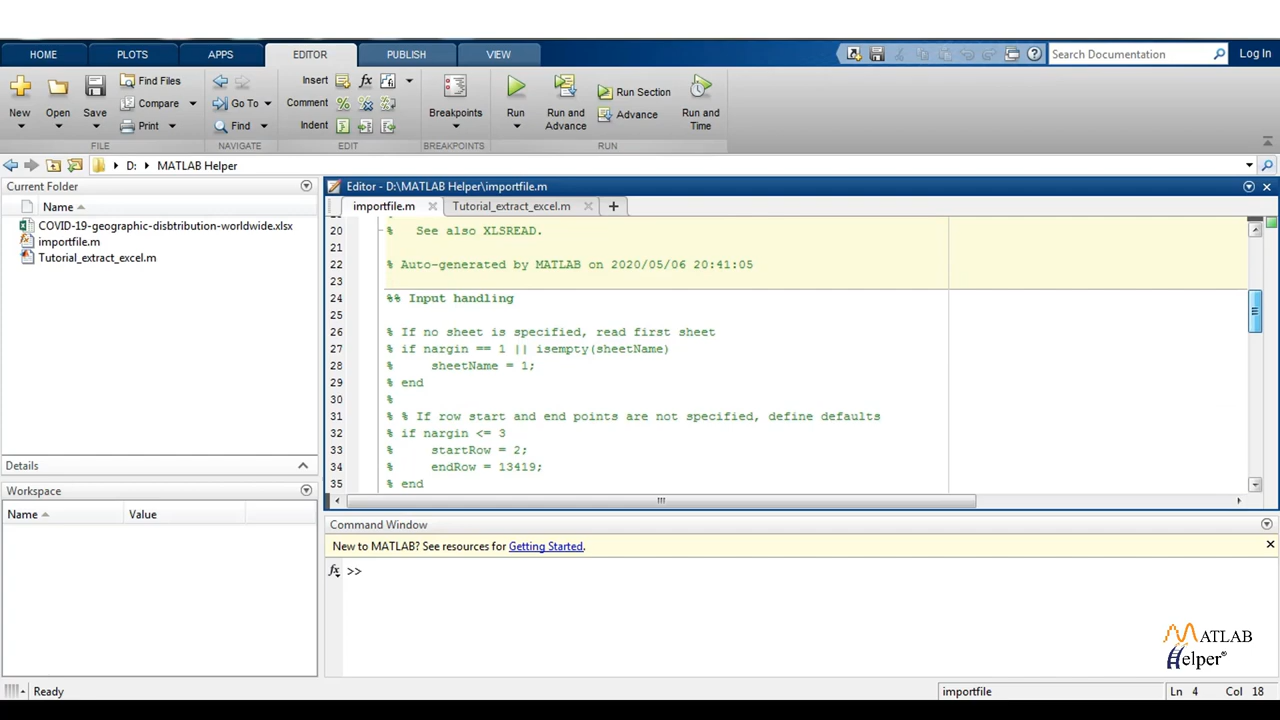 HOME PLOTS APPS EDITOR PUBLISH VIEW Search Documentation Log In
New Open Save Find Files Compare Print
FILE
Go To Find
NAVIGATE
Insert fx
Comment
Indent
EDIT
Breakpoints
BREAKPOINTS
Run Run and Advance Run Section Advance Run and Time
RUN
D: MATLAB Helper
Current Folder
Name
COVID-19-geographic-disbtribution-worldwide.xlsx
importfile.m
Tutorial_extract_excel.m
Details
Workspace
Name Value
Editor - D:\MATLAB Helper\importfile.m
importfile.m Tutorial_extract_excel.m
20 % See also XLSREAD.
21
22 % Auto-generated by MATLAB on 2020/05/06 20:41:05
23
24 %% Input handling
25
26 % If no sheet is specified, read first sheet
27 % if nargin == 1 || isempty(sheetName)
28 % sheetName = 1;
29 % end
30 %
31 % % If row start and end points are not specified, define defaults
32 % if nargin <= 3
33 % startRow = 2;
34 % endRow = 13419;
35 % end
Command Window
New to MATLAB? See resources for Getting Started.
fx >>
MATLAB
Helper®
Ready importfile Ln 4 Col 18